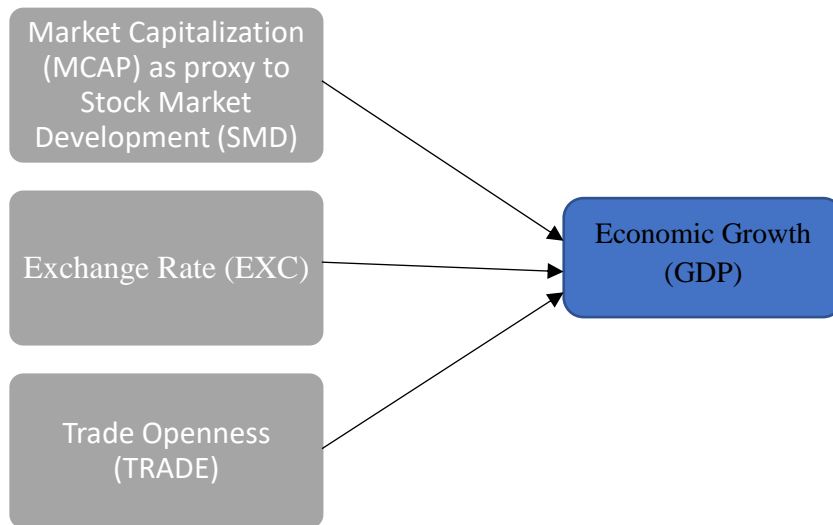 Market Capitalization
(MCAP) as proxy to
Stock Market
Development (SMD)
Exchange Rate (EXC)
Trade Openness
(TRADE)
Economic Growth
(GDP)